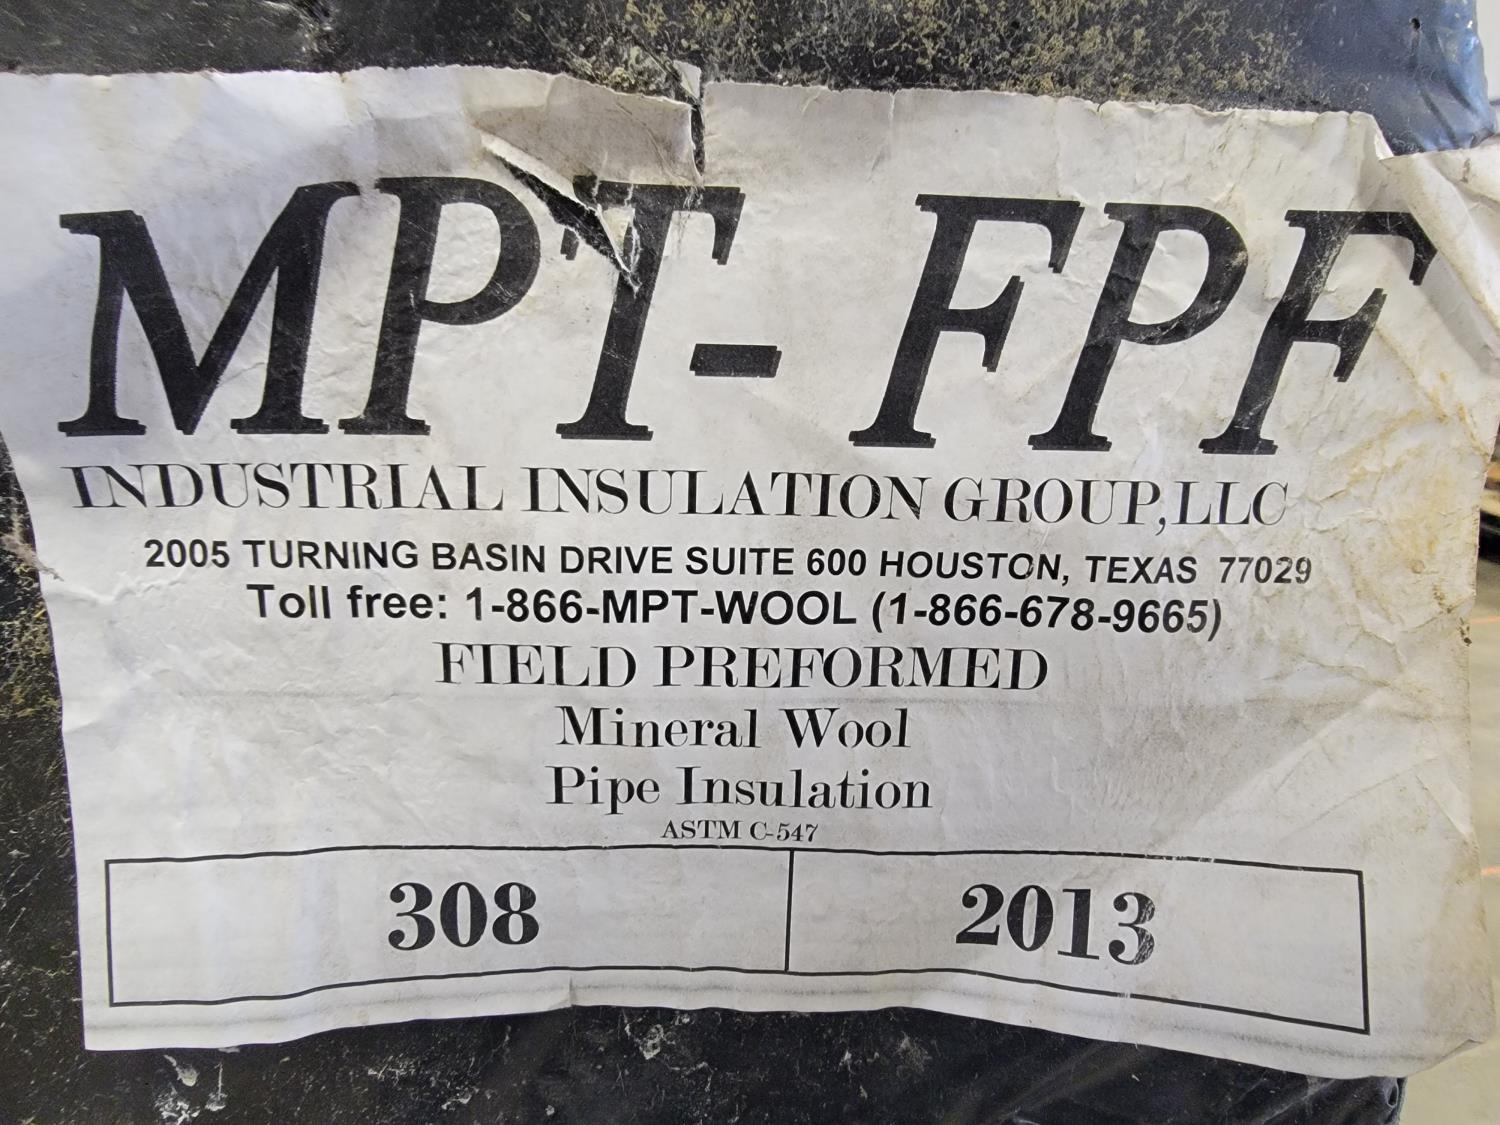 MPT- FPF
INDUSTRIAL INSULATION GROUP,LLC
2005 TURNING BASIN DRIVE SUITE 600 HOUSTON, TEXAS 77029
Toll free: 1-866-MPT-WOOL (1-866-678-9665)
FIELD PREFORMED
Mineral Wool
Pipe Insulation
ASTM C-547
308 2013